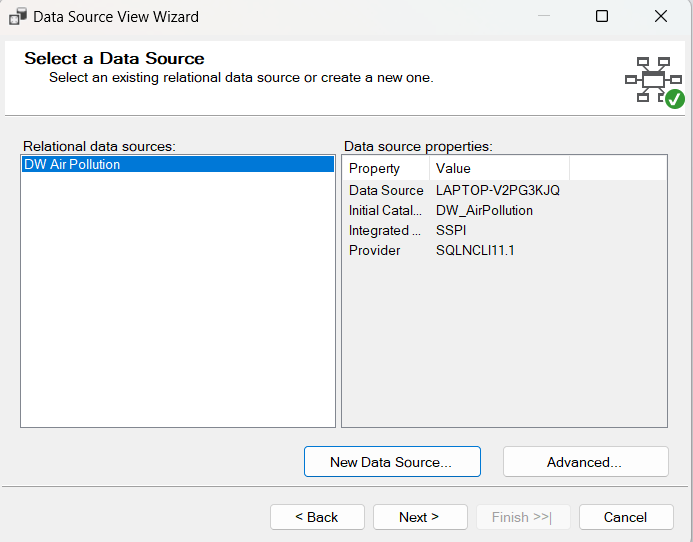 Data Source View Wizard
Select a Data Source
Select an existing relational data source or create a new one.
Relational data sources:
DW Air Pollution
Data source properties:
Property Value
Data Source LAPTOP-V2PG3KJQ
Initial Catal... DW_AirPollution
Integrated ... SSPI
Provider SQLNCLI11.1
New Data Source...
Advanced...
< Back
Next >
Finish >>|
Cancel